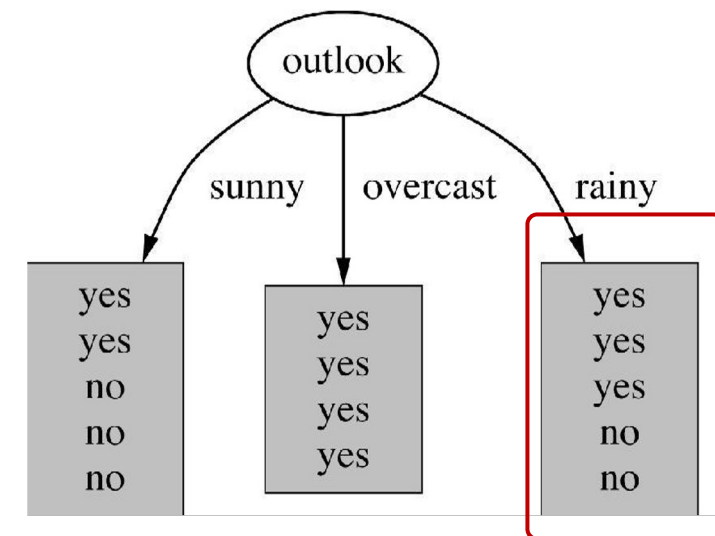 outlook
sunny
overcast
rainy
yes
yes
no
no
no
yes
yes
yes
yes
yes
yes
yes
no
no